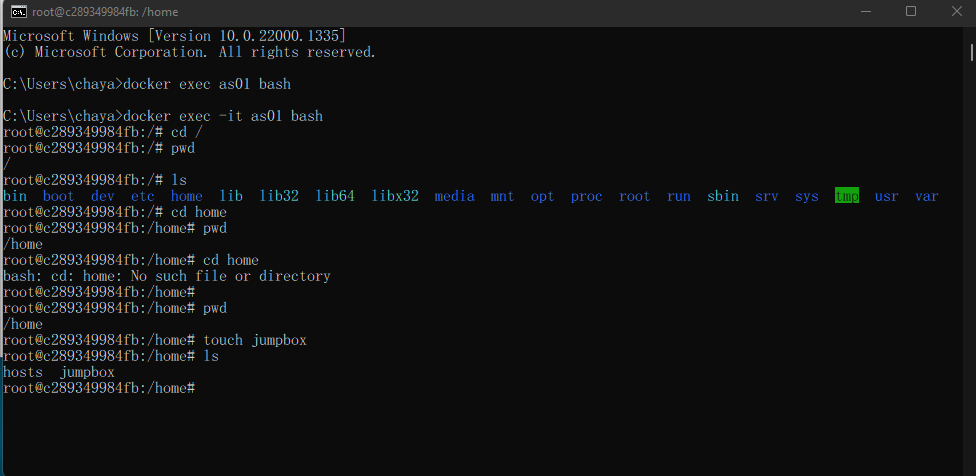 root@c289349984fb: /home
Microsoft Windows [Version 10.0.22000.1335]
(c) Microsoft Corporation. All rights reserved.
C:\Users\chaya>docker exec as01 bash
C:\Users\chaya>docker exec -it as01 bash
root@c289349984fb:/# cd /
root@c289349984fb:/# pwd
/
root@c289349984fb:/# ls
bin  boot  dev  etc  home  lib  lib32  lib64  libx32  media  mnt  opt  proc  root  run  sbin  srv  sys  tmp  usr  var
root@c289349984fb:/# cd home
root@c289349984fb:/home# pwd
/home
root@c289349984fb:/home# cd home
bash: cd: home: No such file or directory
root@c289349984fb:/home#
root@c289349984fb:/home# pwd
/home
root@c289349984fb:/home# touch jumpbox
root@c289349984fb:/home# ls
hosts  jumpbox
root@c289349984fb:/home#